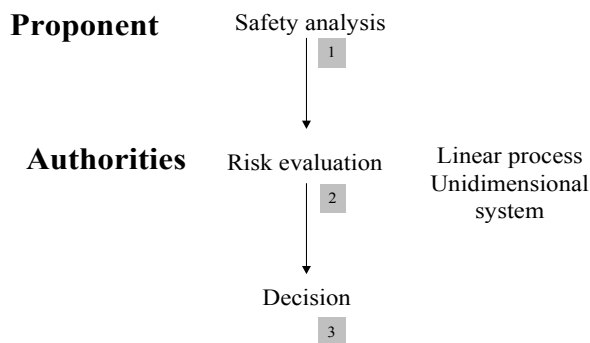 Proponent
Safety analysis
1
Authorities
Risk evaluation
2
Linear process
Unidimensional
system
Decision
3